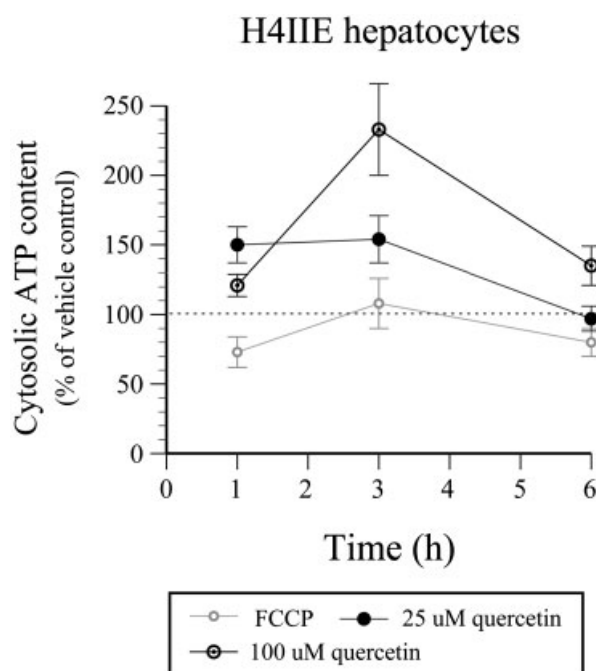 H4IIE hepatocytes
Cytosolic ATP content
(% of vehicle control)
250
200
150
100
50
0
0 1 2 3 4 5 6
Time (h)
FCCP 25 uM quercetin
100 uM quercetin